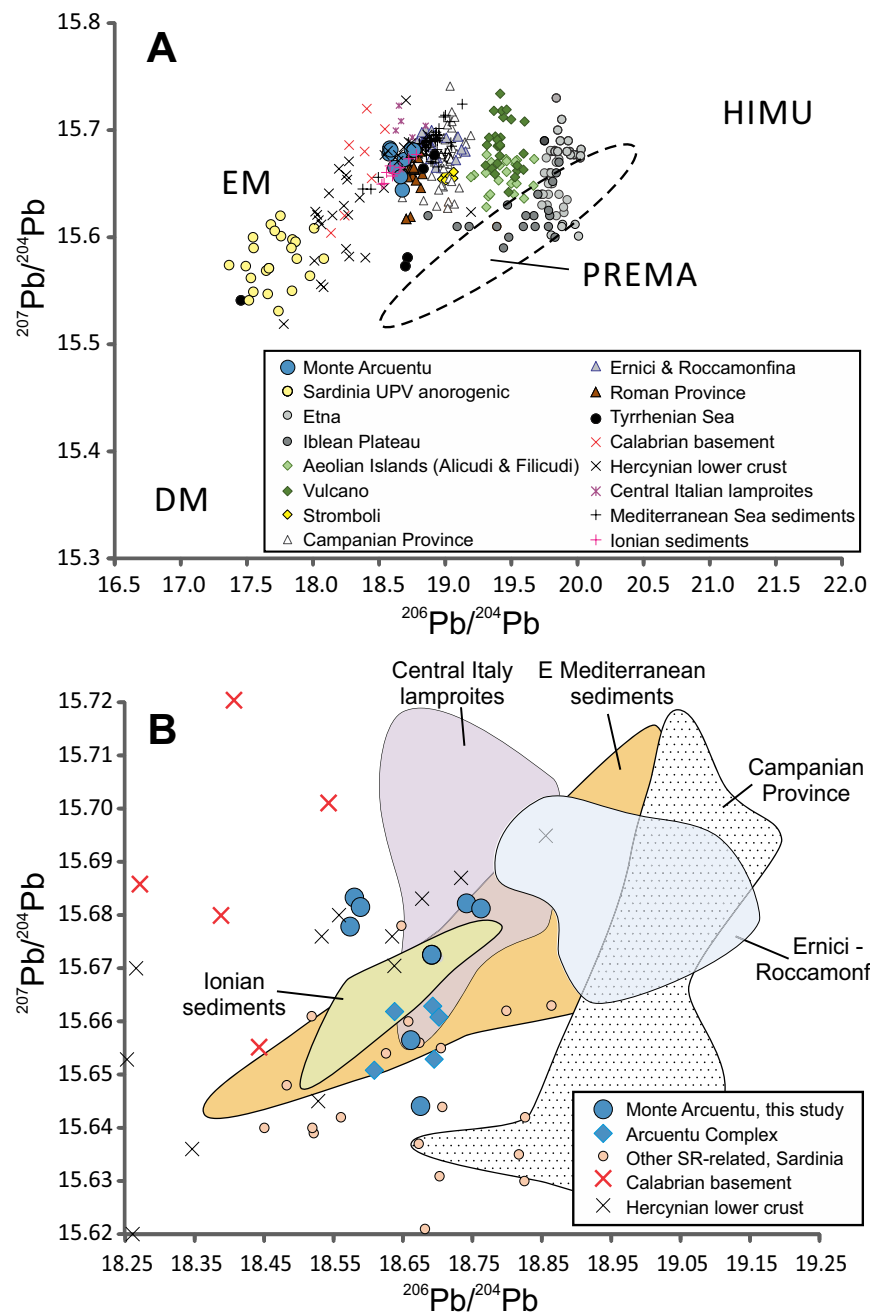 A
15.8
15.7
15.6
15.5
15.4
15.3
²⁰⁷Pb/²⁰⁴Pb
HIMU
EM
PREMA
DM
Monte Arcuentu
Sardinia UPV anorogenic
Etna
Iblean Plateau
Aeolian Islands (Alicudi & Filicudi)
Vulcano
Stromboli
Campanian Province
Ernici & Roccamonfina
Roman Province
Tyrrhenian Sea
Calabrian basement
Hercynian lower crust
Central Italian lamproites
Mediterranean Sea sediments
Ionian sediments
16.5 17.0 18.0 18.5 18.0 18.5 19.0 19.5 20.0 20.5 21.0 21.5 22.0
²⁰⁶Pb/²⁰⁴Pb
B
Central Italy
lamproites
E Mediterranean
sediments
15.72
15.71
15.70
15.69
15.68
15.67
15.66
15.65
15.64
15.63
15.62
²⁰⁷Pb/²⁰⁴Pb
Campanian
Province
Ernici -
Roccamonf
Ionian
sediments
Monte Arcuentu, this study
Arcuentu Complex
Other SR-related, Sardinia
Calabrian basement
Hercynian lower crust
18.25 18.35 18.45 18.55 18.65 18.75 18.85 18.95 19.05 19.15 19.25
²⁰⁶Pb/²⁰⁴Pb